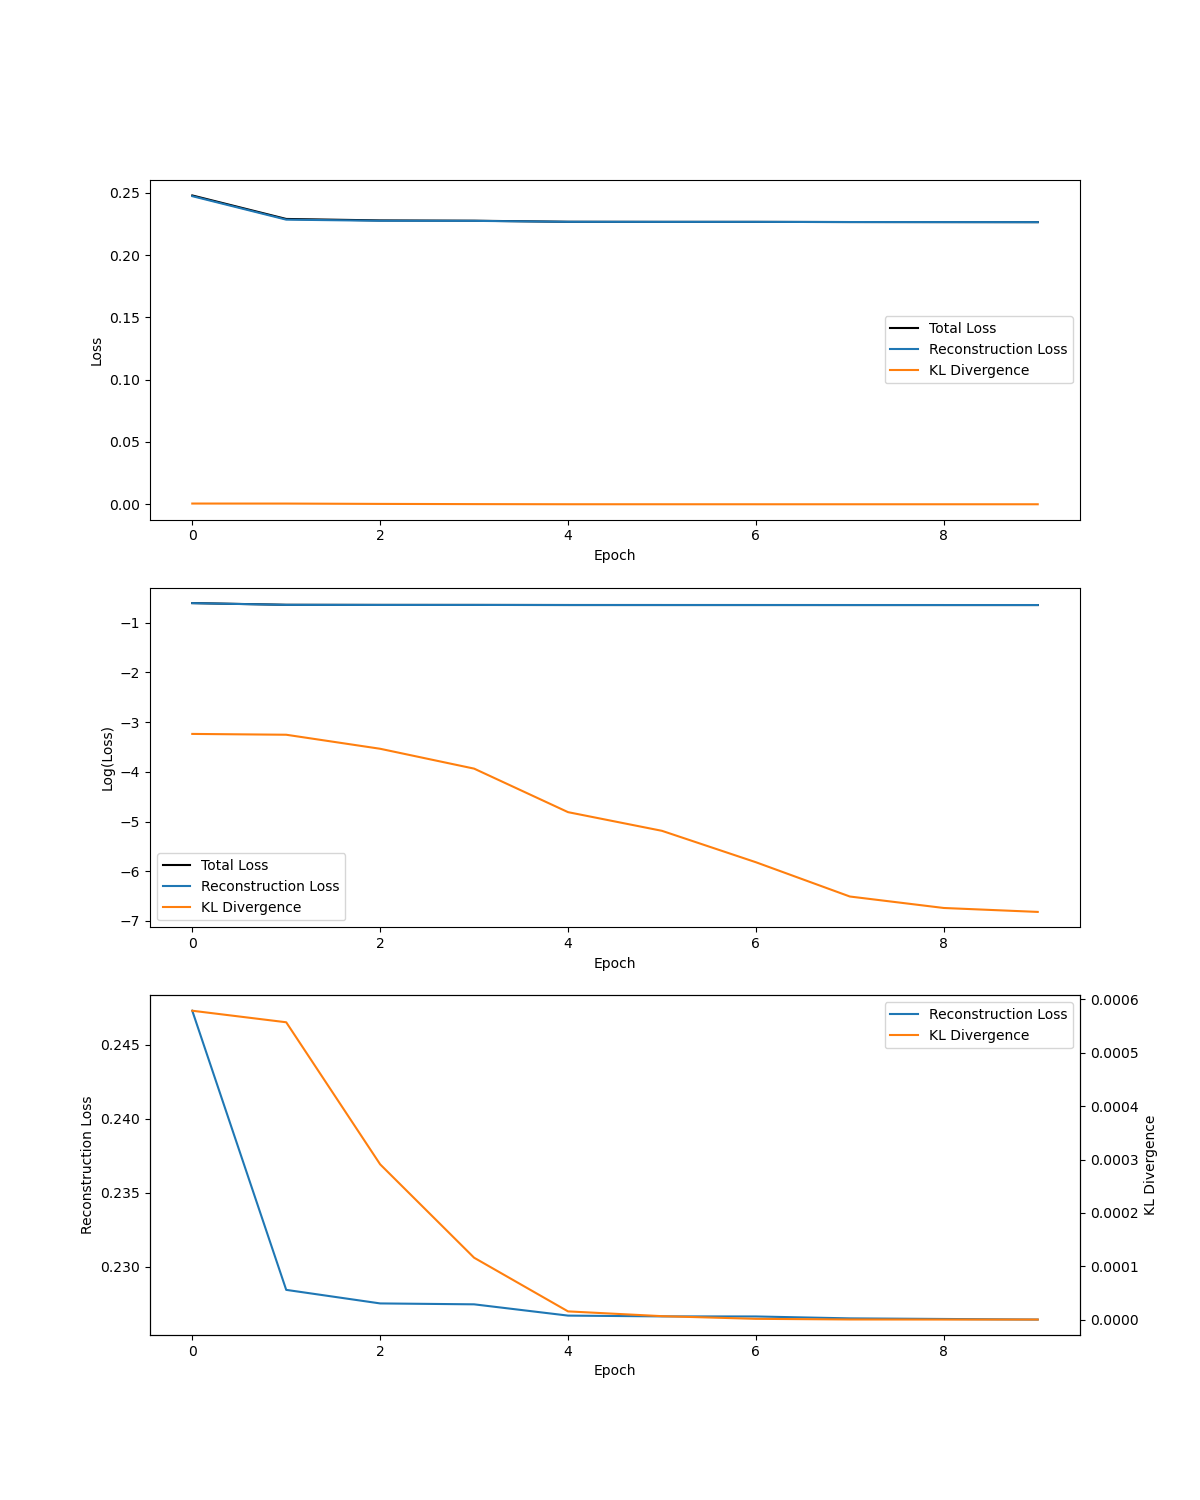 0.25
0.20
0.15
0.10
0.05
0.00
Loss
Total Loss
Reconstruction Loss
KL Divergence
0 2 4 6 8
Epoch
−1
−2
−3
−4
−5
−6
−7
Log(Loss)
Total Loss
Reconstruction Loss
KL Divergence
0 2 4 6 8
Epoch
0.245
0.240
0.235
0.230
Reconstruction Loss
Reconstruction Loss
KL Divergence
0.0006
0.0005
0.0004
0.0003
0.0002
0.0001
0.0000
KL Divergence
0 2 4 6 8
Epoch